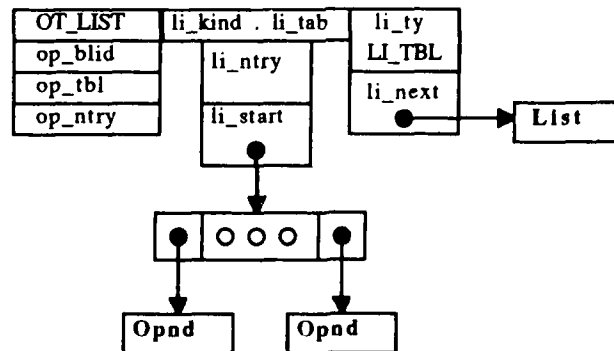 OT_LIST li_kind . li_tab li_ty
op_blid li_ntry LI_TBL
op_tbl li_next
op_ntry li_start List
Opnd Opnd